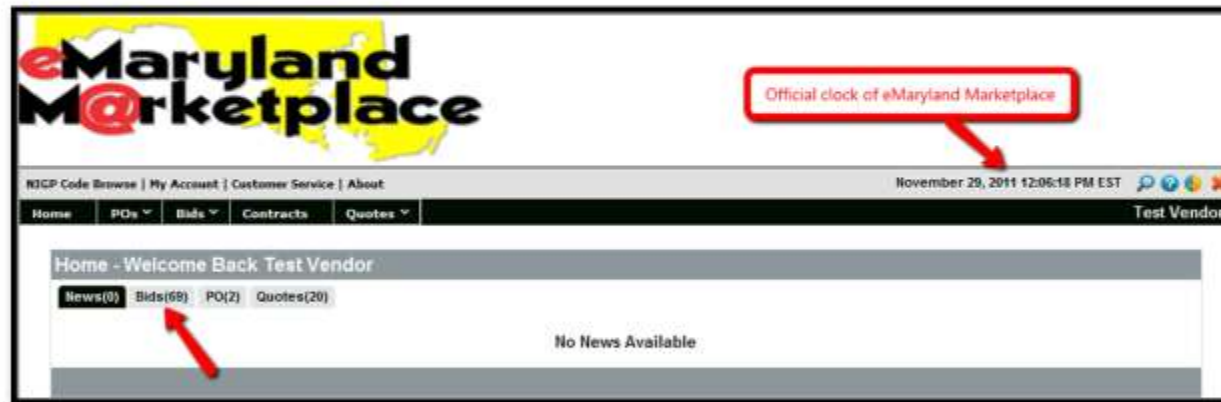 eMaryland
M@rketplace
Official clock of eMaryland Marketplace
NIGP Code Browse | My Account | Customer Service | About
November 29, 2011 12:06:18 PM EST
Home POs Bids Contracts Quotes
Test Vendor
Home - Welcome Back Test Vendor
News(0) Bids(69) PO(2) Quotes(20)
No News Available